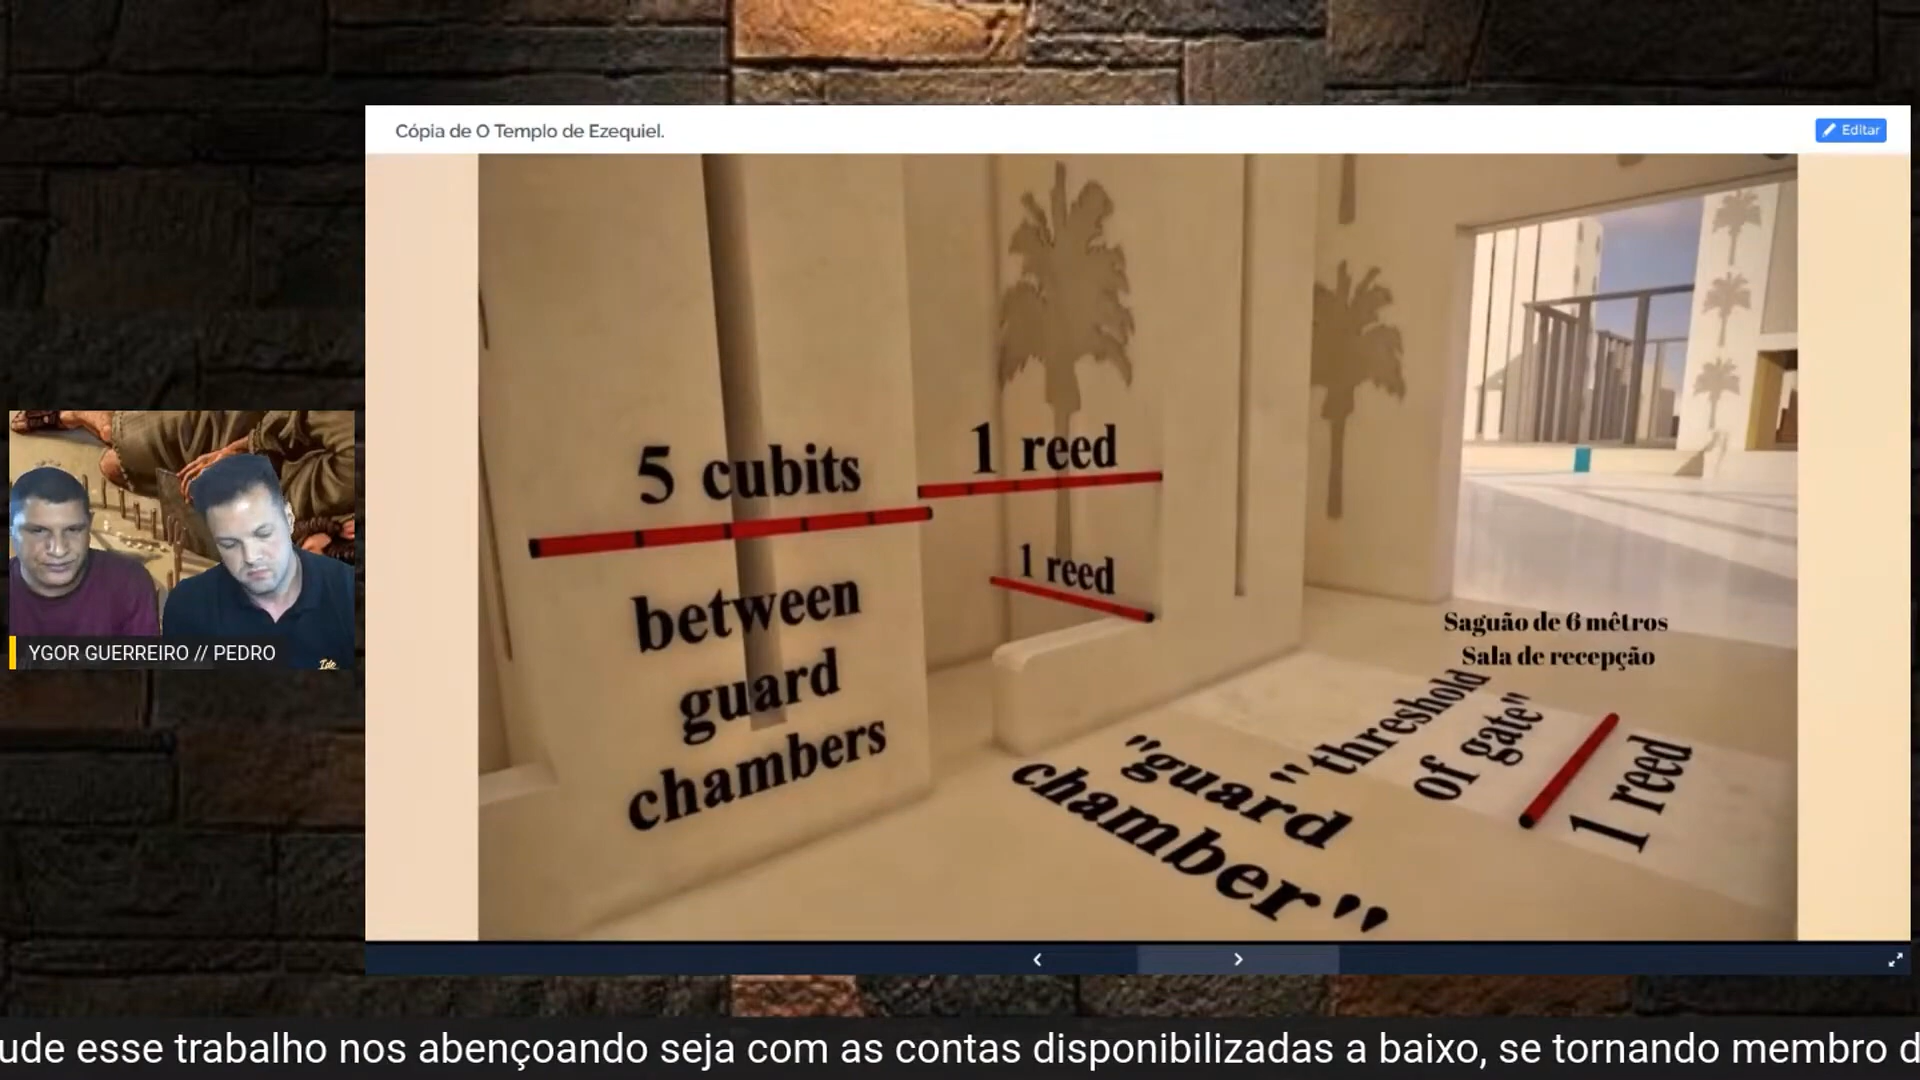 Cópia de O Templo de Ezequiel.
Editar
5 cubits
between
guard
chambers
1 reed
1 reed
"guard
chamber"
"threshold
of gate"
1 reed
Saguão de 6 mêtros
Sala de recepção
YGOR GUERREIRO // PEDRO
Ide
ude esse trabalho nos abençoando seja com as contas disponibilizadas a baixo, se tornando membro d